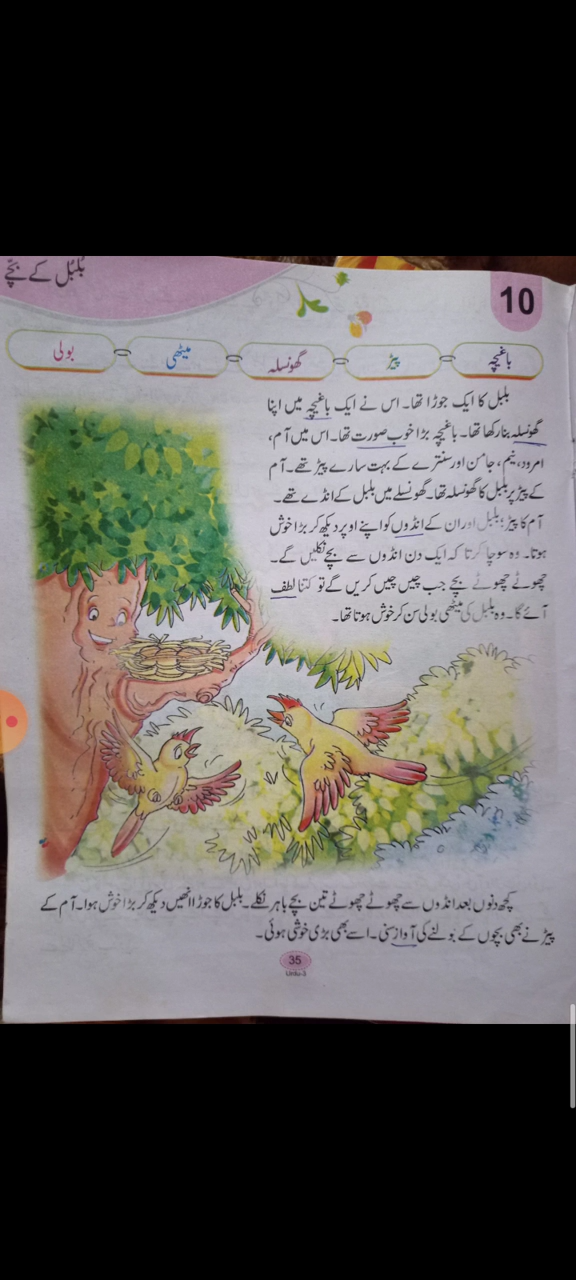 بُلبُل کے بچّے
10
باغیچہ
پیڑ
گھونسلہ
میٹھی
بولی
بلبل کا ایک جوڑا تھا۔ اس نے ایک باغیچہ میں اپنا
گھونسلہ بنا رکھا تھا۔ باغیچہ بڑا خوب صورت تھا۔ اس میں آم،
امرود، نیم، جامن اور سنترے کے بہت سارے پیڑ تھے۔ آم
کے پیڑ پر بلبل کا گھونسلہ تھا۔ گھونسلے میں بلبل کے انڈے تھے۔
آم کا پیڑ، بلبل اور ان کے انڈوں کو اپنے اوپر دیکھ کر بڑا خوش
ہوتا۔ وہ سوچا کرتا کہ ایک دن انڈوں سے بچّے نکلیں گے۔
چھوٹے چھوٹے بچّے جب چیں چیں کریں گے تو کتنا لطف
آئے گا۔ وہ بلبل کی میٹھی بولی سن کر خوش ہوتا تھا۔
کچھ دنوں بعد انڈوں سے چھوٹے چھوٹے تین بچے باہر نکلے۔ بلبل کا جوڑا انھیں دیکھ کر بڑا خوش ہوا۔ آم کے
پیڑ نے بھی بچوں کے بولنے کی آواز سنی۔ اسے بھی بڑی خوشی ہوئی۔
35
Urdu-3